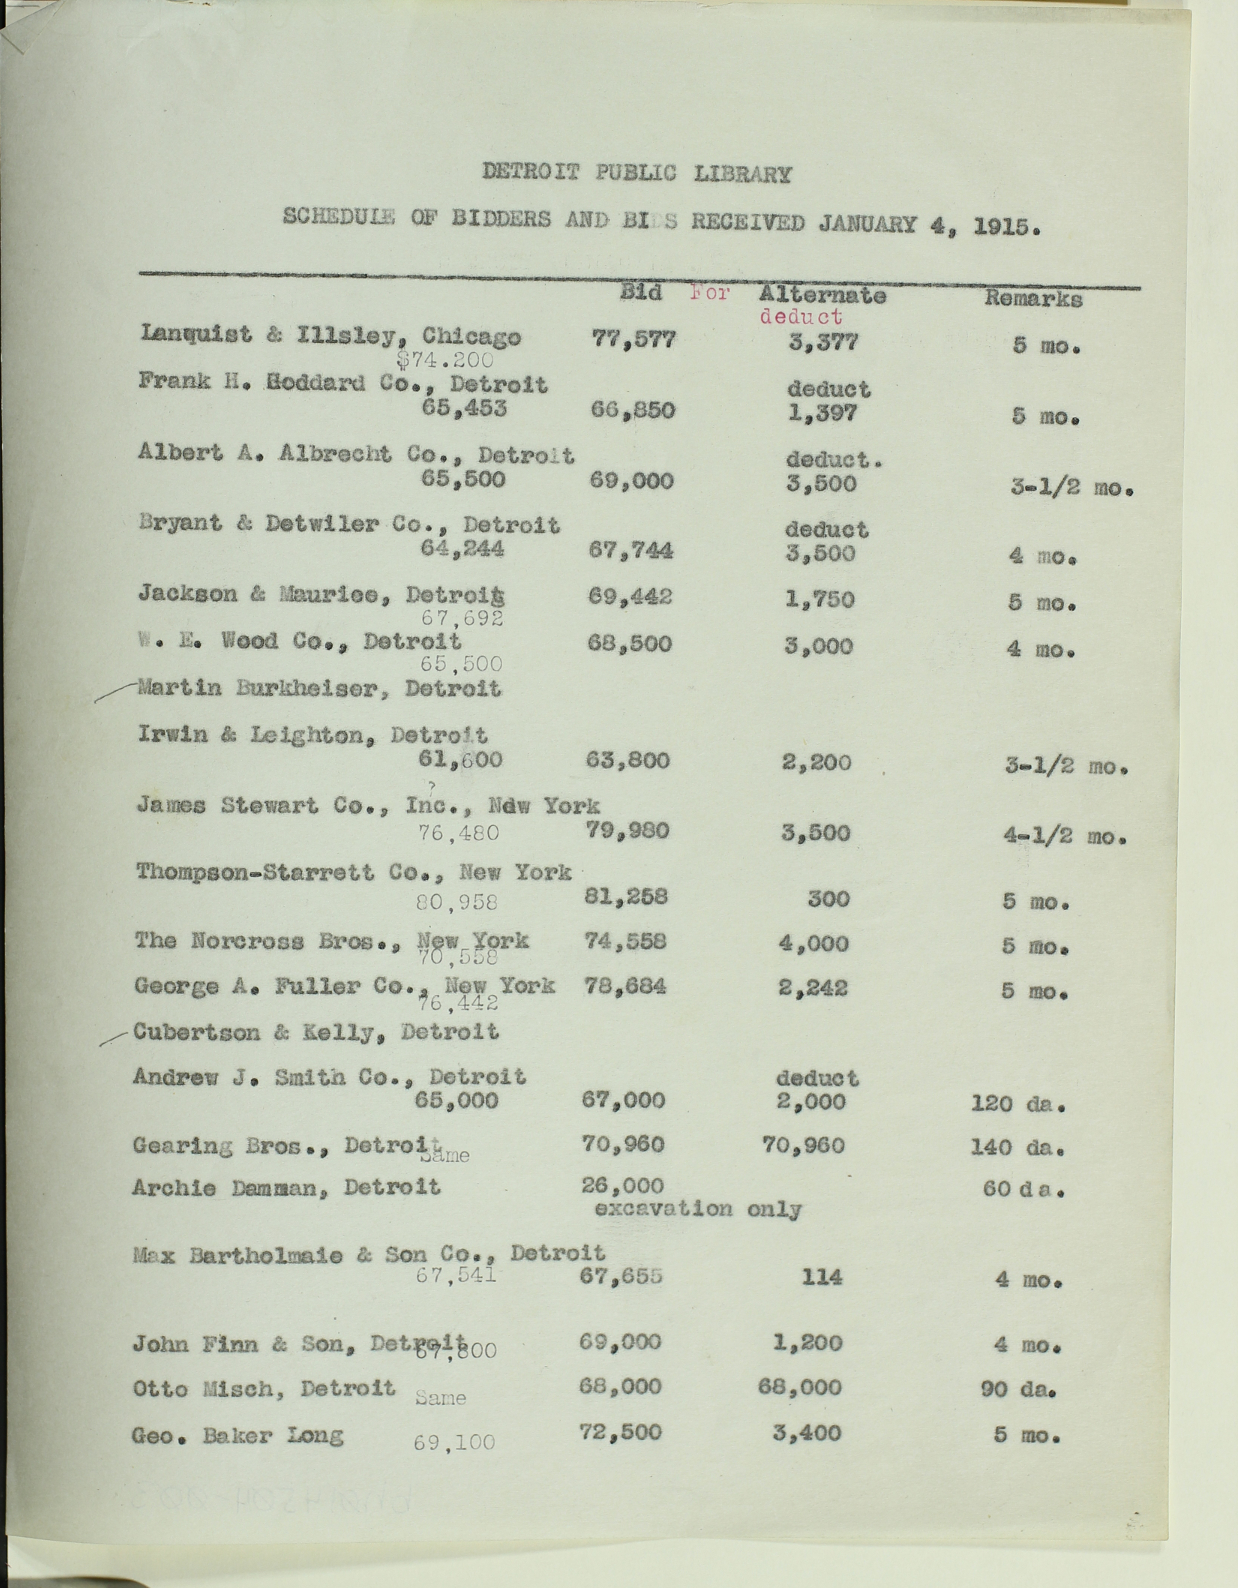 DETROIT PUBLIC LIBRARY
SCHEDULE OF BIDDERS AND BIDS RECEIVED JANUARY 4, 1915.
Bid For Alternate Remarks
deduct
Lanquist & Illsley, Chicago 77,577 3,377 5 mo.
$74.200
Frank H. Goddard Co., Detroit deduct
65,453 66,850 1,397 5 mo.
Albert A. Albrecht Co., Detroit deduct.
65,500 69,000 3,500 3-1/2 mo.
Bryant & Detwiler Co., Detroit deduct
64,244 67,744 3,500 4 mo.
Jackson & Maurice, Detroit 69,442 1,750 5 mo.
67,692
W. E. Wood Co., Detroit 68,500 3,000 4 mo.
65,500
Martin Burkheiser, Detroit
Irwin & Leighton, Detroit
61,600 63,800 2,200 3-1/2 mo.
?
James Stewart Co., Inc., Ndw York
76,480 79,980 3,500 4-1/2 mo.
Thompson-Starrett Co., New York
80,958 81,258 300 5 mo.
The Norcross Bros., New York 74,558 4,000 5 mo.
70,558
George A. Fuller Co., New York 78,684 2,242 5 mo.
76,442
Cubertson & Kelly, Detroit
Andrew J. Smith Co., Detroit deduct
65,000 67,000 2,000 120 da.
Gearing Bros., Detroit 70,960 70,960 140 da.
Same
Archie Damman, Detroit 26,000 60 da.
excavation only
Max Bartholmaie & Son Co., Detroit
67,541 67,655 114 4 mo.
John Finn & Son, Detroit 69,000 1,200 4 mo.
67,800
Otto Misch, Detroit Same 68,000 68,000 90 da.
Geo. Baker Long 69,100 72,500 3,400 5 mo.